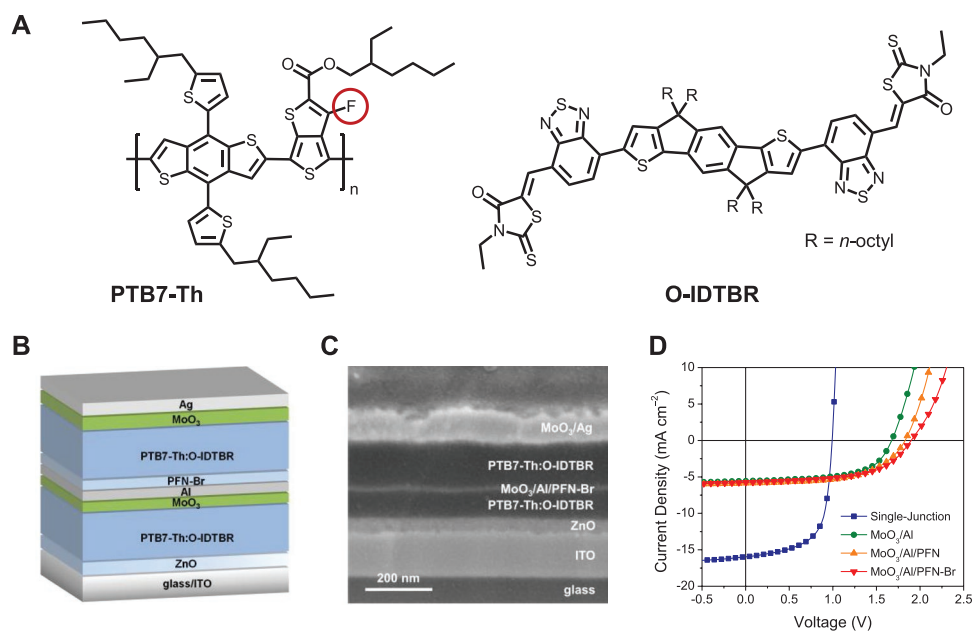 A
F
O
O
S
S
S
S
S
S
n
PTB7-Th
S
N
O
S
S
N
N
R
R
S
S
R
R
N
N
S
O
S
N
S
R = n-octyl
O-IDTBR
B
Ag
MoO₃
PTB7-Th:O-IDTBR
PFN-Br
Al
MoO₃
PTB7-Th:O-IDTBR
ZnO
glass/ITO
C
MoO₃/Ag
PTB7-Th:O-IDTBR
MoO₃/Al/PFN-Br
PTB7-Th:O-IDTBR
ZnO
ITO
200 nm
glass
D
Current Density (mA cm⁻²)
10
5
0
-5
-10
-15
-20
Single-Junction
MoO₃/Al
MoO₃/Al/PFN
MoO₃/Al/PFN-Br
-0.5 0.0 0.5 1.0 1.5 2.0 2.5
Voltage (V)